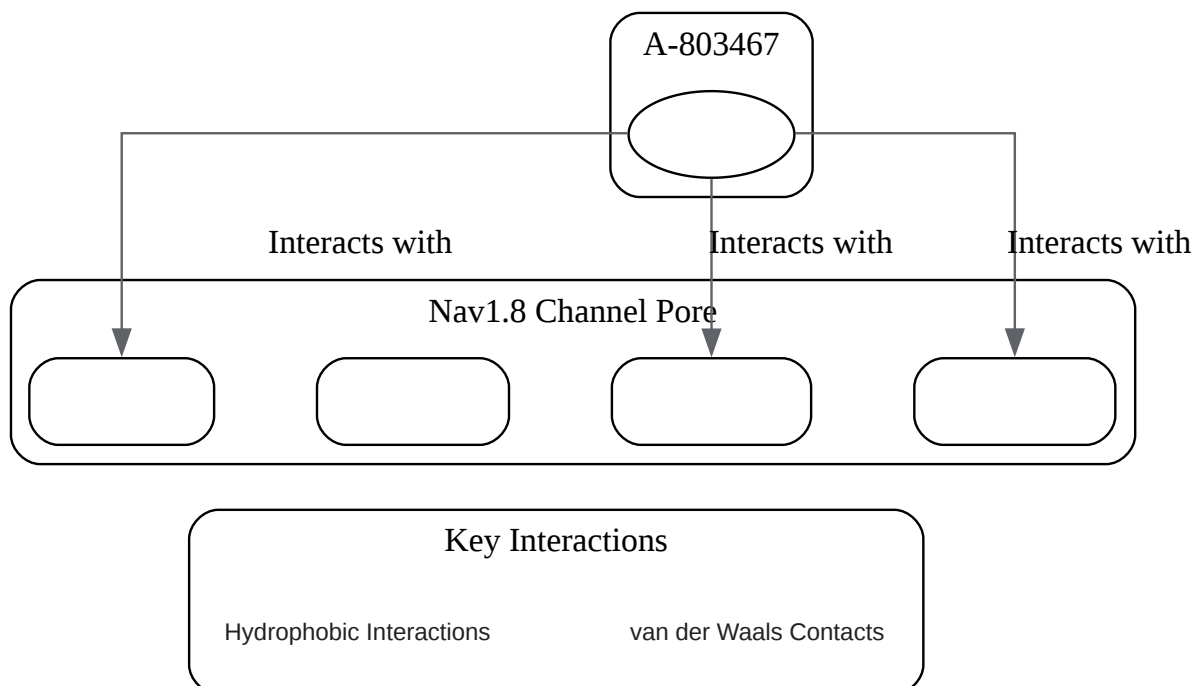 A-803467
Interacts with
Interacts with
Interacts with
Nav1.8 Channel Pore
Key Interactions
Hydrophobic Interactions
van der Waals Contacts